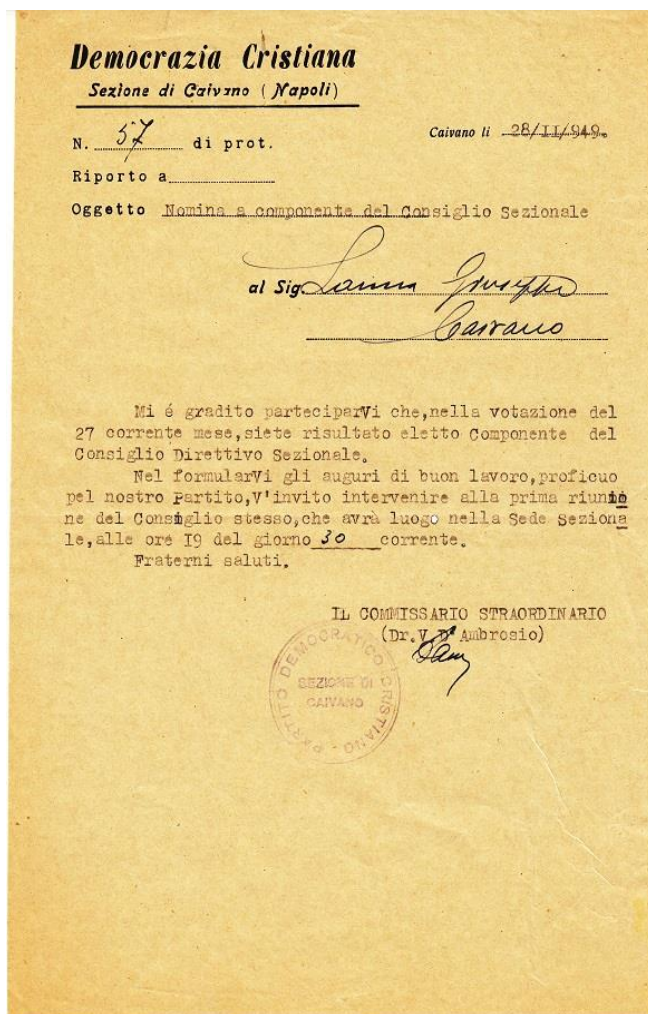 Democrazia Cristiana
Sezione di Caivano (Napoli)
N. 57 di prot.
Caivano li 28/II/949.
Riporto a
Oggetto Nomina a componente del Consiglio Sezionale
al Sig. Lanna Giuseppe
Caivano
Mi é gradito parteciparVi che,nella votazione del
27 corrente mese,siete risultato eletto Componente del
Consiglio Direttivo Sezionale.
Nel formularVi gli auguri di buon lavoro,proficuo
pel nostro Partito,V'invito intervenire alla prima riunio
ne del Consiglio stesso,che avrà luogo nella Sede Seziona
le,alle ore I9 del giorno 30 corrente.
Fraterni saluti.
IL COMMISSARIO STRAORDINARIO
(Dr.V.D'Ambrosio)
PARTITO DEMOCRATICO CRISTIANO
SEZIONE DI
CAIVANO